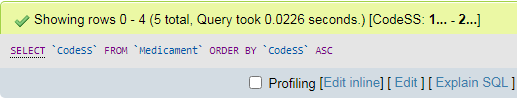 Showing rows 0 - 4 (5 total, Query took 0.0226 seconds.) [CodeSS: 1... - 2...]
SELECT `CodeSS` FROM `Medicament` ORDER BY `CodeSS` ASC
Profiling [Edit inline] [ Edit ] [ Explain SQL ]